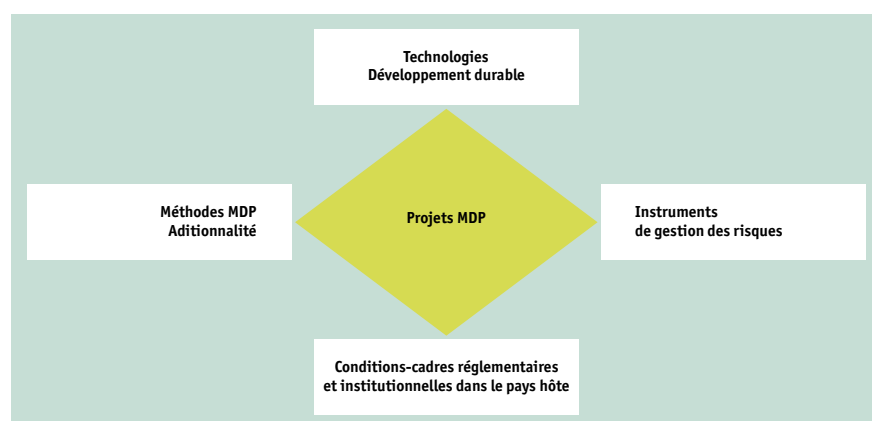 Technologies
Développement durable
Méthodes MDP
Aditionnalité
Projets MDP
Instruments
de gestion des risques
Conditions-cadres réglementaires
et institutionnelles dans le pays hôte